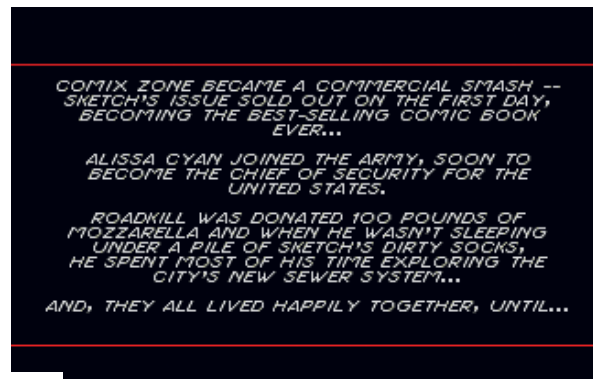 COMIX ZONE BECAME A COMMERCIAL SMASH --
SKETCH'S ISSUE SOLD OUT ON THE FIRST DAY,
BECOMING THE BEST-SELLING COMIC BOOK
EVER...
ALISSA CYAN JOINED THE ARMY, SOON TO
BECOME THE CHIEF OF SECURITY FOR THE
UNITED STATES.
ROADKILL WAS DONATED 100 POUNDS OF
MOZZARELLA AND WHEN HE WASN'T SLEEPING
UNDER A PILE OF SKETCH'S DIRTY SOCKS,
HE SPENT MOST OF HIS TIME EXPLORING THE
CITY'S NEW SEWER SYSTEM...
AND, THEY ALL LIVED HAPPILY TOGETHER, UNTIL...